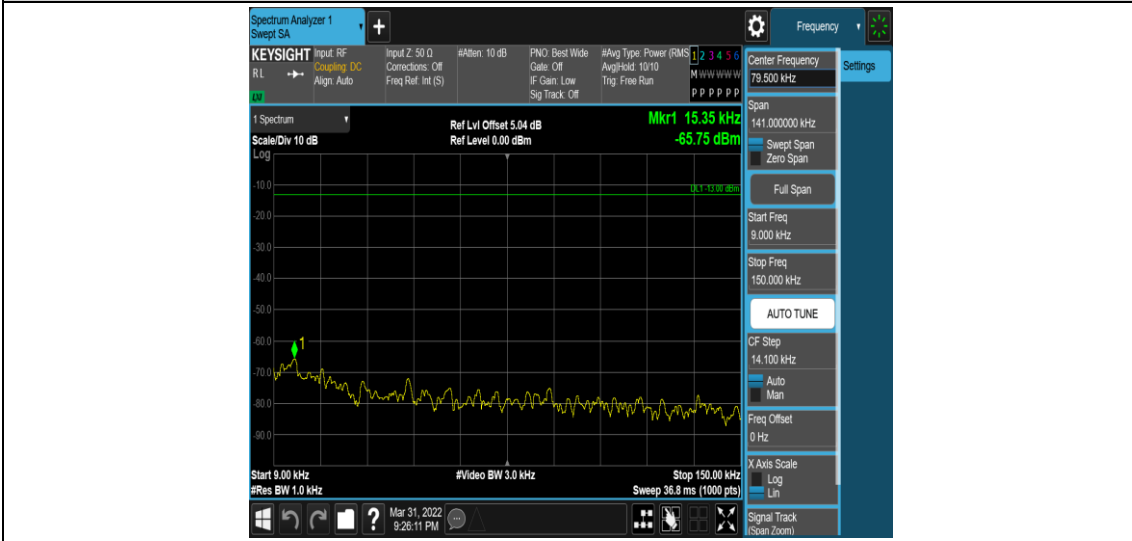 Spectrum Analyzer 1
Swept SA
+
Frequency
KEYSIGHT
RL
LXI
Input: RF
Coupling: DC
Align: Auto
Input Z: 50 Ω
Corrections: Off
Freq Ref: Int (S)
#Atten: 10 dB
PNO: Best Wide
Gate: Off
IF Gain: Low
Sig Track: Off
#Avg Type: Power (RMS
Avg|Hold: 10/10
Trig: Free Run
1 2 3 4 5 6
M W W W W W
P P P P P P
1 Spectrum
Scale/Div 10 dB
Log
Ref Lvl Offset 5.04 dB
Ref Level 0.00 dBm
Mkr1 15.35 kHz
-65.75 dBm
DL1 -13.00 dBm
-10.0
-20.0
-30.0
-40.0
-50.0
-60.0
1
-70.0
-80.0
-90.0
Start 9.00 kHz
#Res BW 1.0 kHz
#Video BW 3.0 kHz
Stop 150.00 kHz
Sweep 36.8 ms (1000 pts)
?
Mar 31, 2022
9:26:11 PM
Center Frequency
79.500 kHz
Settings
Span
141.000000 kHz
Swept Span
Zero Span
Full Span
Start Freq
9.000 kHz
Stop Freq
150.000 kHz
AUTO TUNE
CF Step
14.100 kHz
Auto
Man
Freq Offset
0 Hz
X Axis Scale
Log
Lin
Signal Track
(Span Zoom)